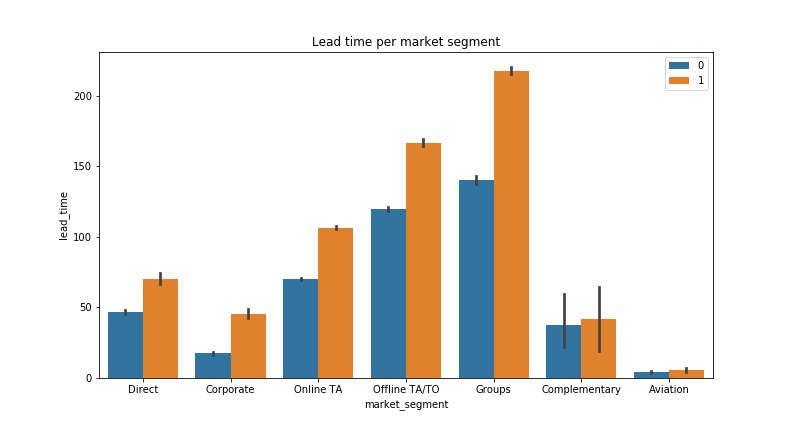 Lead time per market segment
0
1
200
150
100
50
0
lead_time
Direct Corporate Online TA Offline TA/TO Groups Complementary Aviation
market_segment